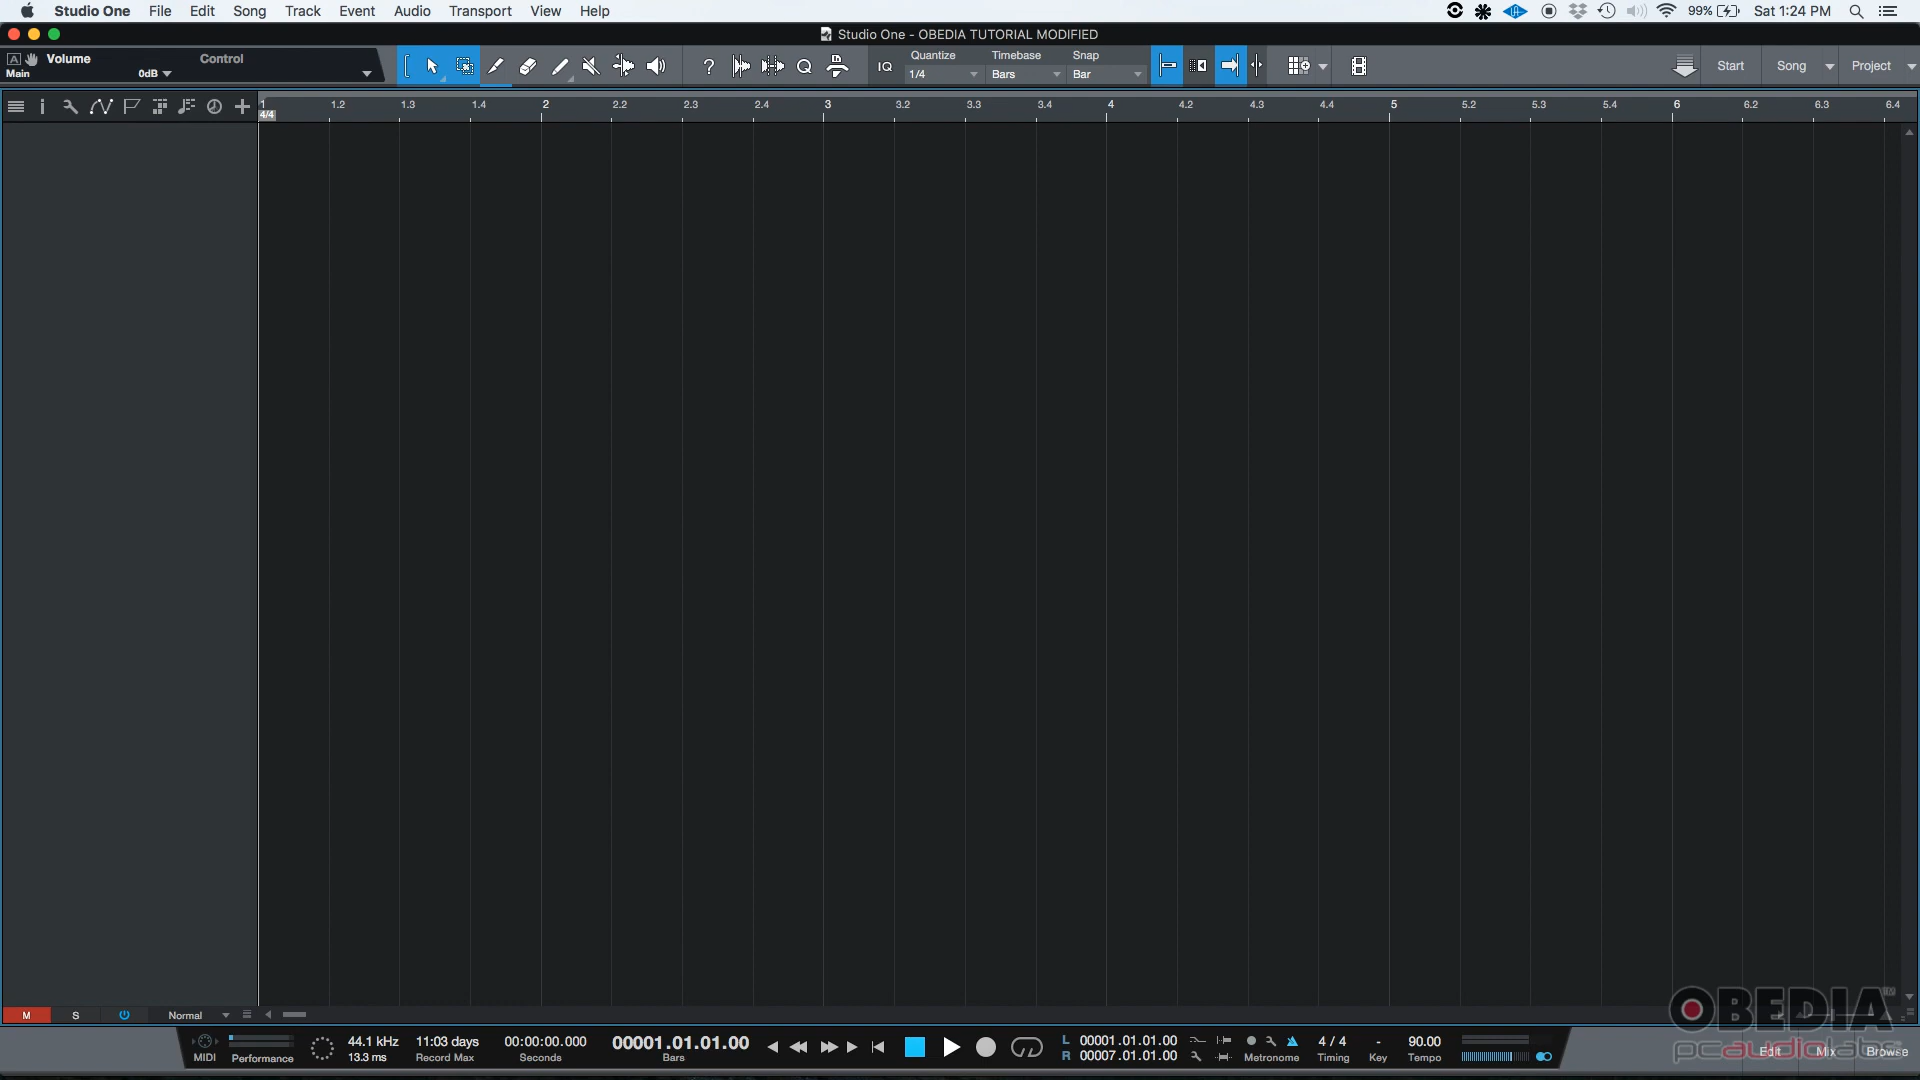 Studio One File Edit Song Track Event Audio Transport View Help 99% Sat 1:24 PM
Studio One - OBEDIA TUTORIAL MODIFIED
A Volume Control
Main 0dB
? Q IQ
Quantize Timebase Snap
1/4 Bars Bar
Start Song Project
1 1.2 1.3 1.4 2 2.2 2.3 2.4 3 3.2 3.3 3.4 4 4.2 4.3 4.4 5 5.2 5.3 5.4 6 6.2 6.3 6.4
4/4
M S Normal
OBEDIA
pcaudiolabs
MIDI Performance
44.1 kHz 11:03 days 00:00:00.000 00001.01.01.00
13.3 ms Record Max Seconds Bars
L 00001.01.01.00
R 00007.01.01.00
Metronome
4 / 4 - 90.00
Timing Key Tempo
Edit Mix Browse